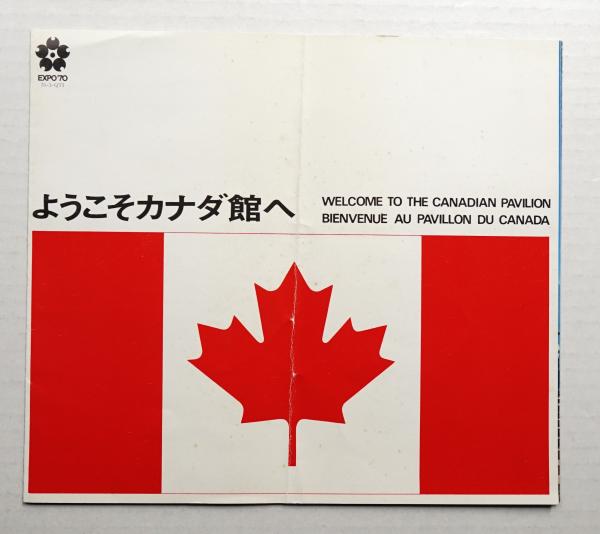 EXPO'70
ようこそカナダ館へ
WELCOME TO THE CANADIAN PAVILION
BIENVENUE AU PAVILLON DU CANADA